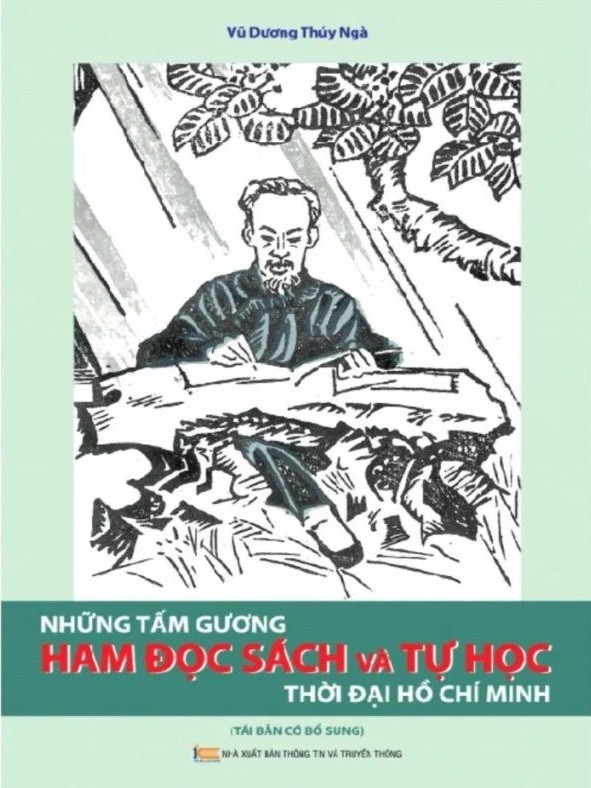 Vũ Dương Thúy Ngà
NHỮNG TẤM GƯƠNG
HAM ĐỌC SÁCH VÀ TỰ HỌC
THỜI ĐẠI HỒ CHÍ MINH
(TÁI BẢN CÓ BỔ SUNG)
NHÀ XUẤT BẢN THÔNG TIN VÀ TRUYỀN THÔNG